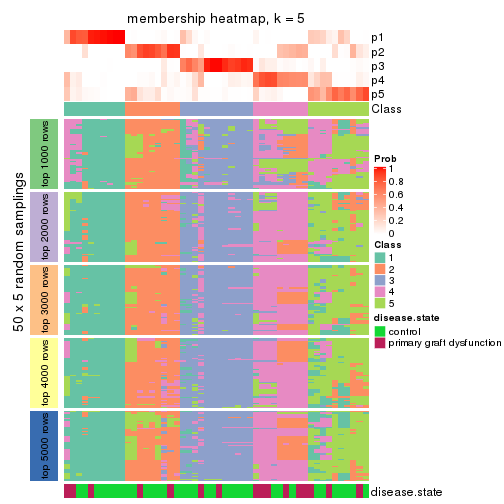 membership heatmap, k = 5
p1
p2
p3
p4
p5
Class
50 x 5 random samplings
top 1000 rows
top 2000 rows
top 3000 rows
top 4000 rows
top 5000 rows
Prob
1
0.8
0.6
0.4
0.2
0
Class
1
2
3
4
5
disease.state
control
primary graft dysfunction
disease.state